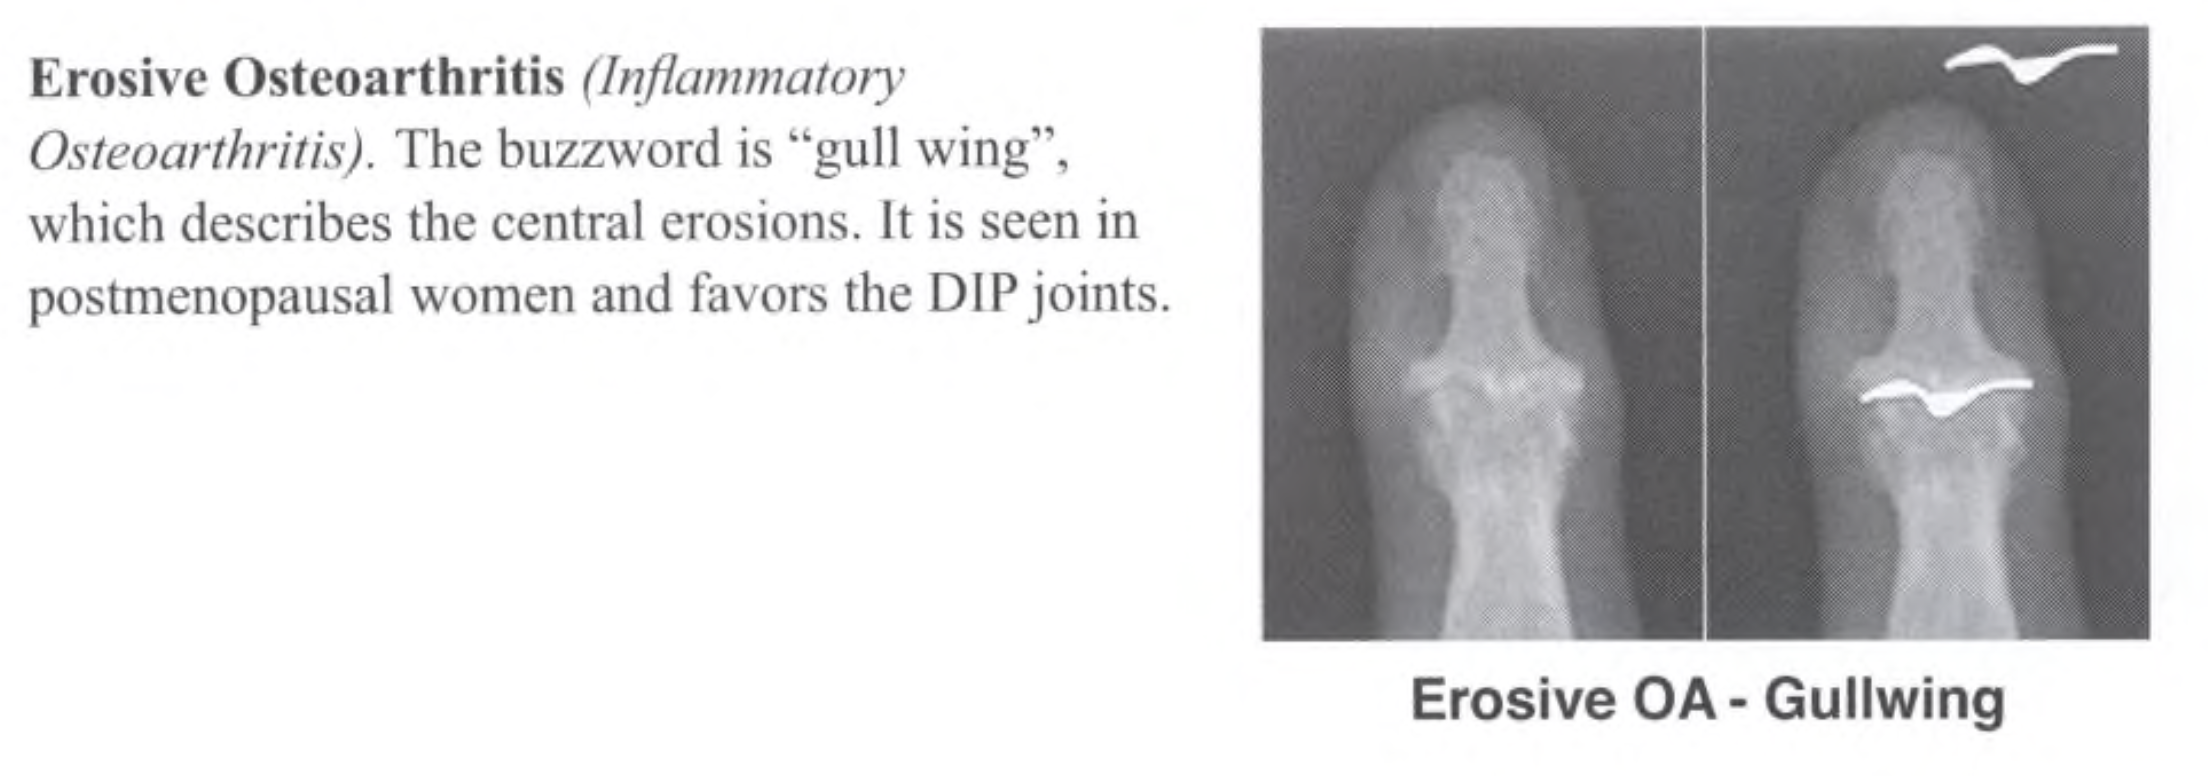 Erosive Osteoarthritis (Inflammatory
Osteoarthritis). The buzzword is “gull wing”,
which describes the central erosions. It is seen in
postmenopausal women and favors the DIP joints.
Erosive OA - Gullwing